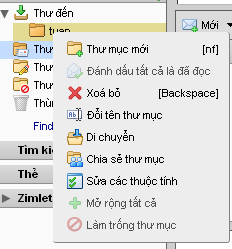 Thư đến
Mới
tuan
Thư
Thư
Thư
Thùn
Find
Tìm kiế
Thẻ
Zimlet
Thư mục mới [nf]
Đánh dấu tất cả là đã đọc
Xoá bỏ [Backspace]
Đổi tên thư mục
Di chuyển
Chia sẻ thư mục
Sửa các thuộc tính
Mở rộng tất cả
Làm trống thư mục